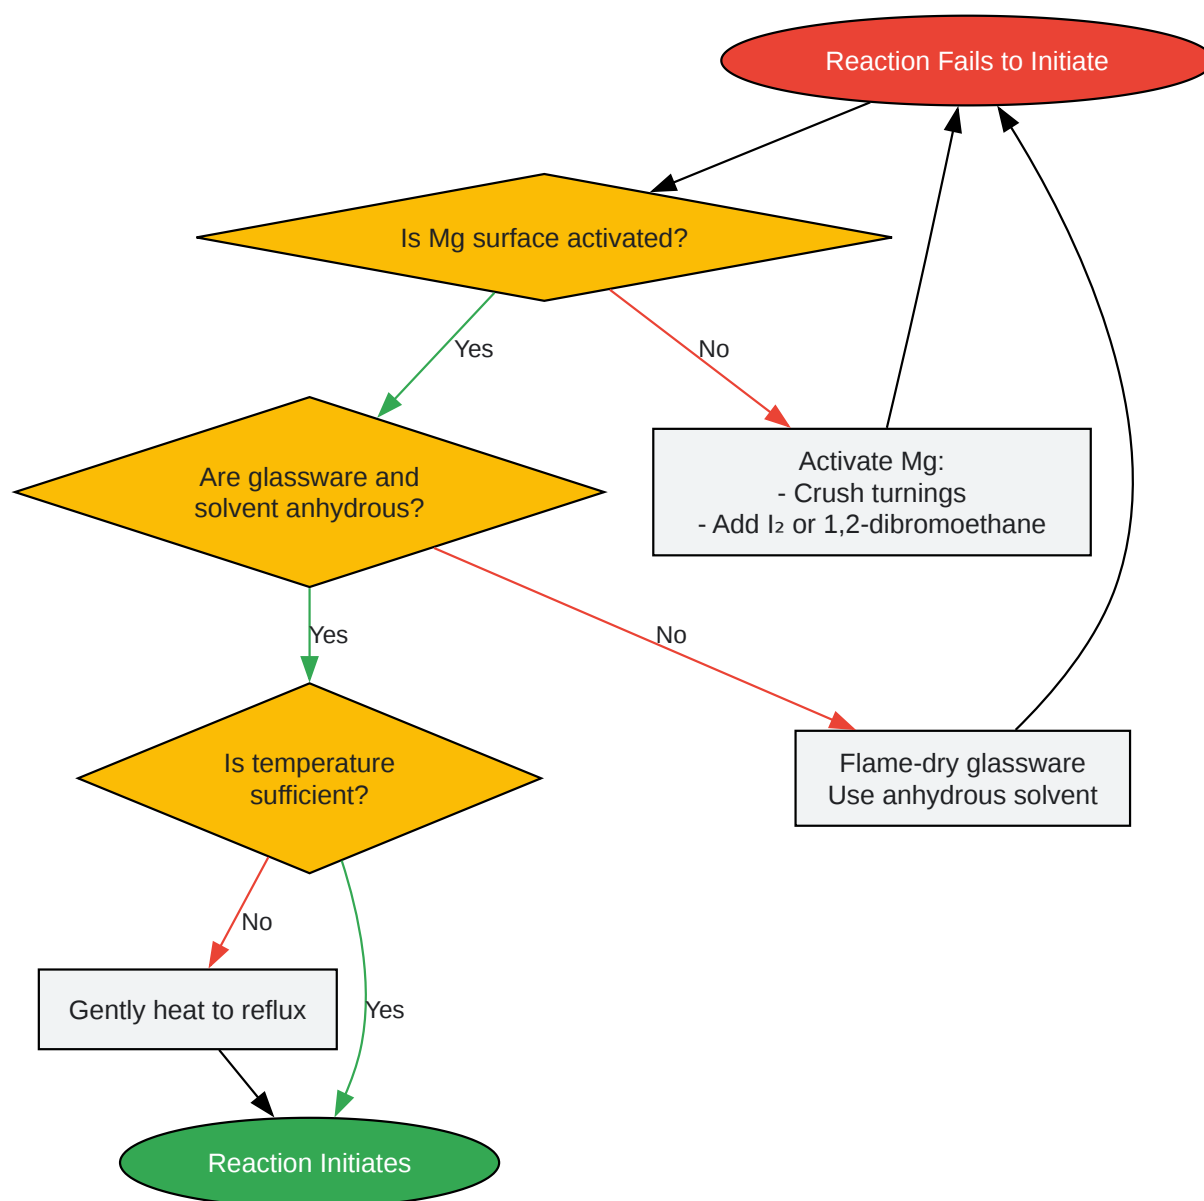 Reaction Fails to Initiate
Is Mg surface activated?
Yes
No
Are glassware and
solvent anhydrous?
Activate Mg:
- Crush turnings
- Add I₂ or 1,2-dibromoethane
Yes
No
Is temperature
sufficient?
Flame-dry glassware
Use anhydrous solvent
No
Gently heat to reflux
Yes
Reaction Initiates